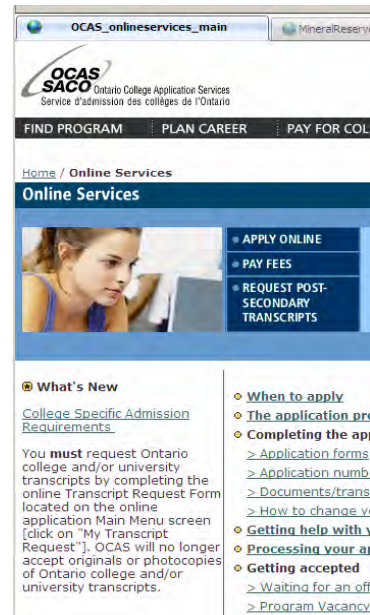 OCAS_onlineservices_main
MineralReserve
OCAS
SACO Ontario College Application Services
Service d'admission des collèges de l'Ontario
FIND PROGRAM PLAN CAREER PAY FOR COL
Home / Online Services
Online Services
APPLY ONLINE
PAY FEES
REQUEST POST-
SECONDARY
TRANSCRIPTS
What's New
College Specific Admission
Requirements
You must request Ontario
college and/or university
transcripts by completing the
online Transcript Request Form
located on the online
application Main Menu screen
[click on "My Transcript
Request"]. OCAS will no longer
accept originals or photocopies
of Ontario college and/or
university transcripts.
When to apply
The application pro
Completing the app
> Application forms
> Application numb
> Documents/trans
> How to change y
Getting help with y
Processing your ap
Getting accepted
> Waiting for an off
> Program Vacancy